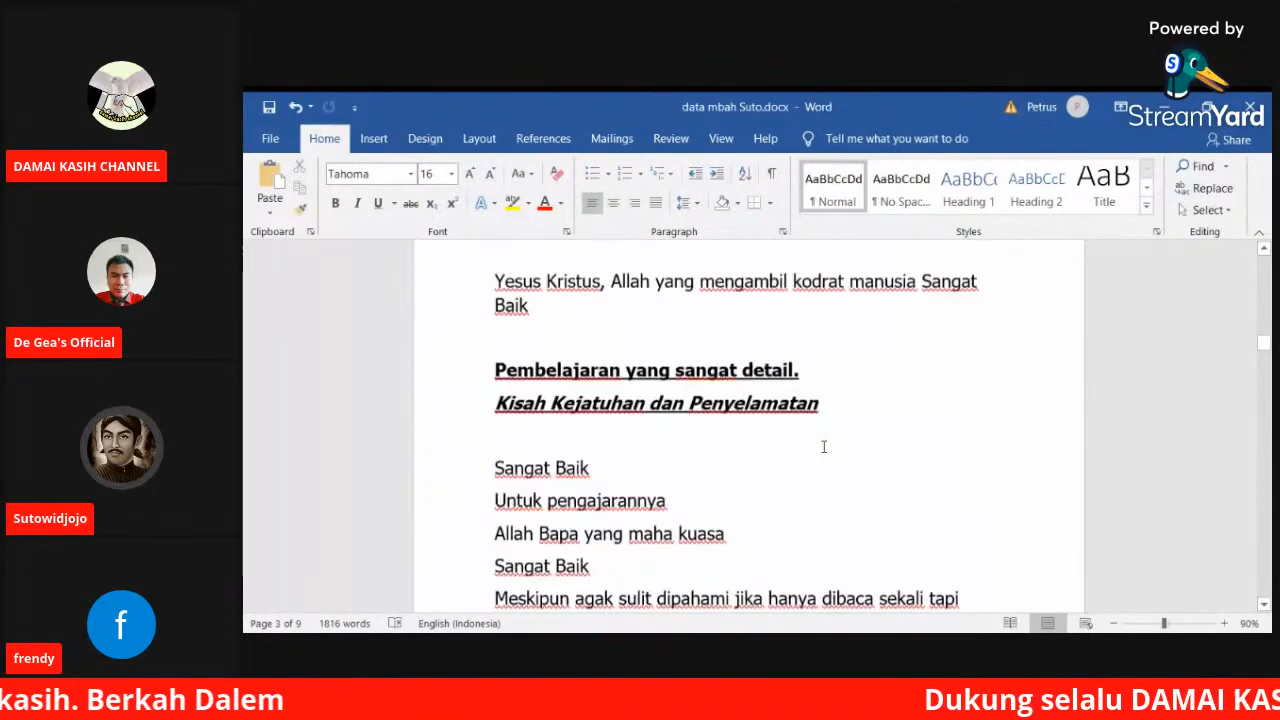 Powered by
StreamYard
DAMAI KASIH CHANNEL
De Gea's Official
Sutowidjojo
f
frendy
data mbah Suto.docx - Word
Petrus
P
File Home Insert Design Layout References Mailings Review View Help Tell me what you want to do
Share
Paste
Clipboard
Tahoma 16
Font
Paragraph
AaBbCcDd AaBbCcDd AaBbC AaBbCcD AaB
¶ Normal ¶ No Spac... Heading 1 Heading 2 Title
Styles
Find
Replace
Select
Editing
Yesus Kristus, Allah yang mengambil kodrat manusia Sangat
Baik
Pembelajaran yang sangat detail.
Kisah Kejatuhan dan Penyelamatan
Sangat Baik
Untuk pengajarannya
Allah Bapa yang maha kuasa
Sangat Baik
Meskipun agak sulit dipahami jika hanya dibaca sekali tapi
Page 3 of 9 1816 words English (Indonesia) 90%
kasih. Berkah Dalem
Dukung selalu DAMAI KAS